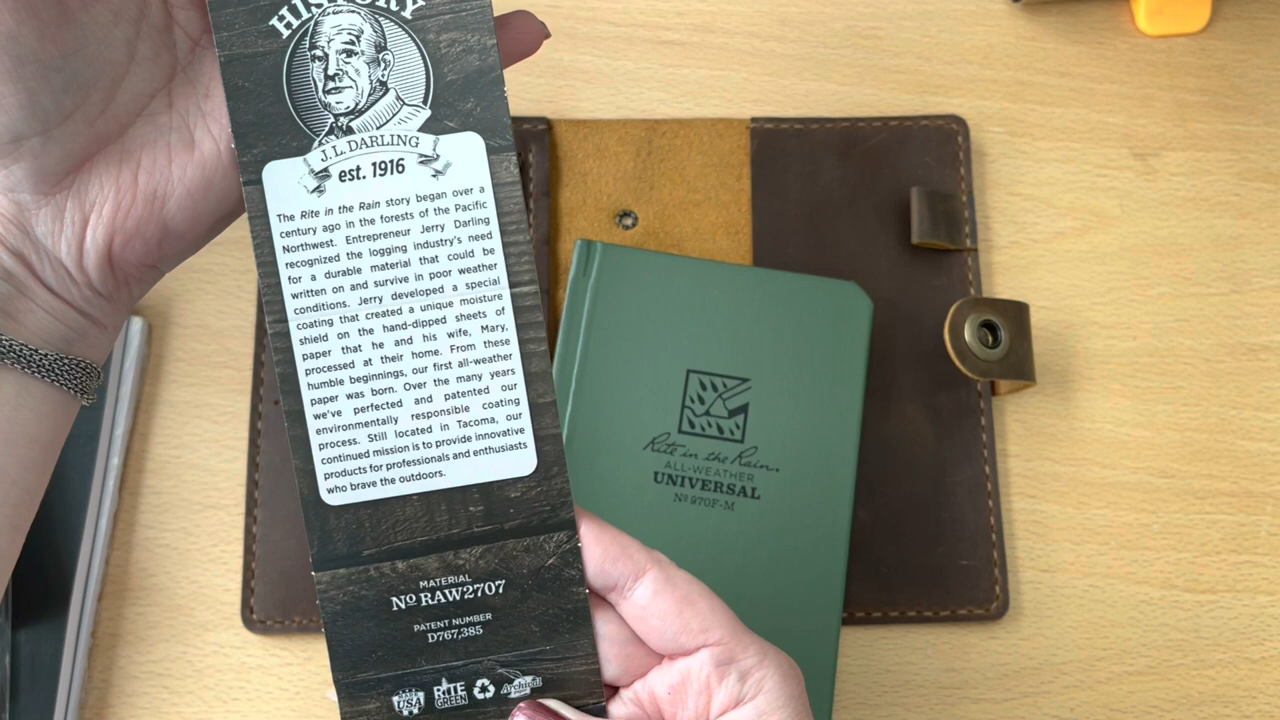 HISTORY
J.L. DARLING
est. 1916
The Rite in the Rain story began over a
century ago in the forests of the Pacific
Northwest. Entrepreneur Jerry Darling
recognized the logging industry's need
for a durable material that could be
written on and survive in poor weather
conditions. Jerry developed a special
coating that created a unique moisture
shield on the hand-dipped sheets of
paper that he and his wife, Mary,
processed at their home. From these
humble beginnings, our first all-weather
paper was born. Over the many years
we've perfected and patented our
environmentally responsible coating
process. Still located in Tacoma, our
continued mission is to provide innovative
products for professionals and enthusiasts
who brave the outdoors.
MATERIAL
Nº RAW2707
PATENT NUMBER
D767,385
USA
RITE
GREEN
Archival
Rite in the Rain.
ALL-WEATHER
UNIVERSAL
Nº 970F-M